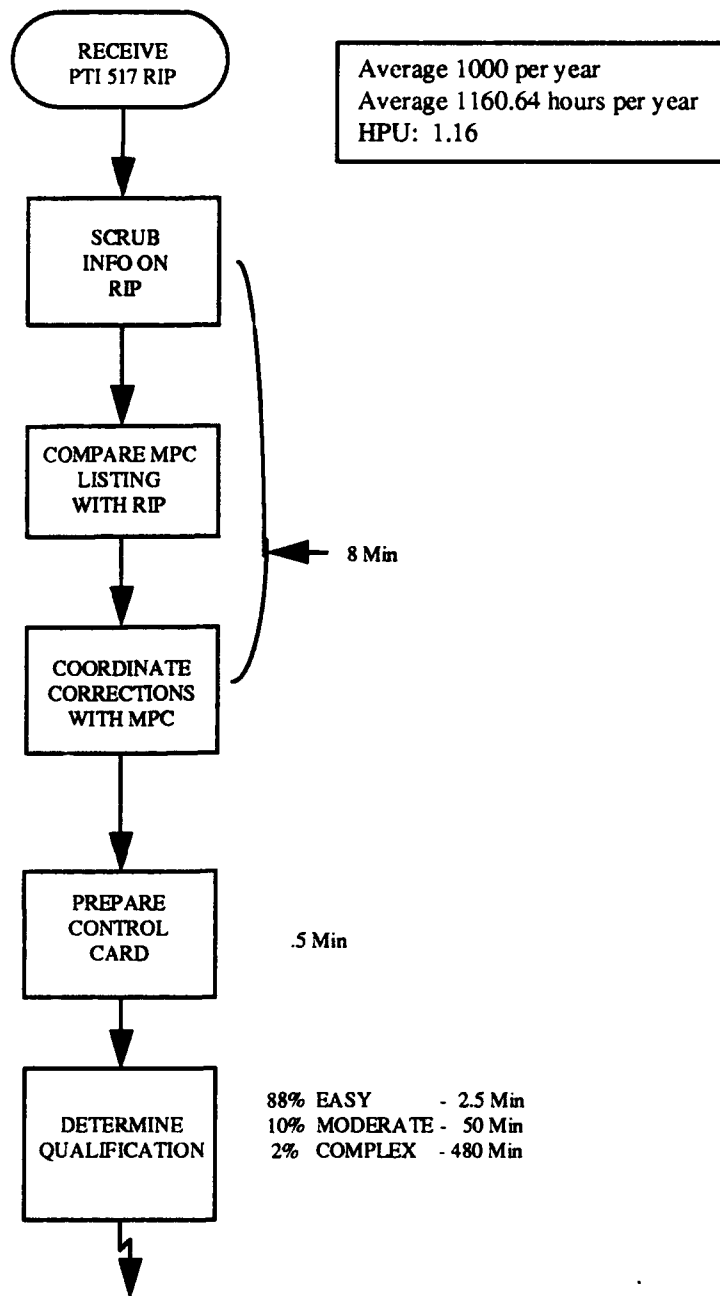 RECEIVE
PTI 517 RIP
Average 1000 per year
Average 1160.64 hours per year
HPU: 1.16
SCRUB
INFO ON
RIP
COMPARE MPC
LISTING
WITH RIP
8 Min
COORDINATE
CORRECTIONS
WITH MPC
PREPARE
CONTROL
CARD
.5 Min
DETERMINE
QUALIFICATION
88% EASY - 2.5 Min
10% MODERATE - 50 Min
2% COMPLEX - 480 Min